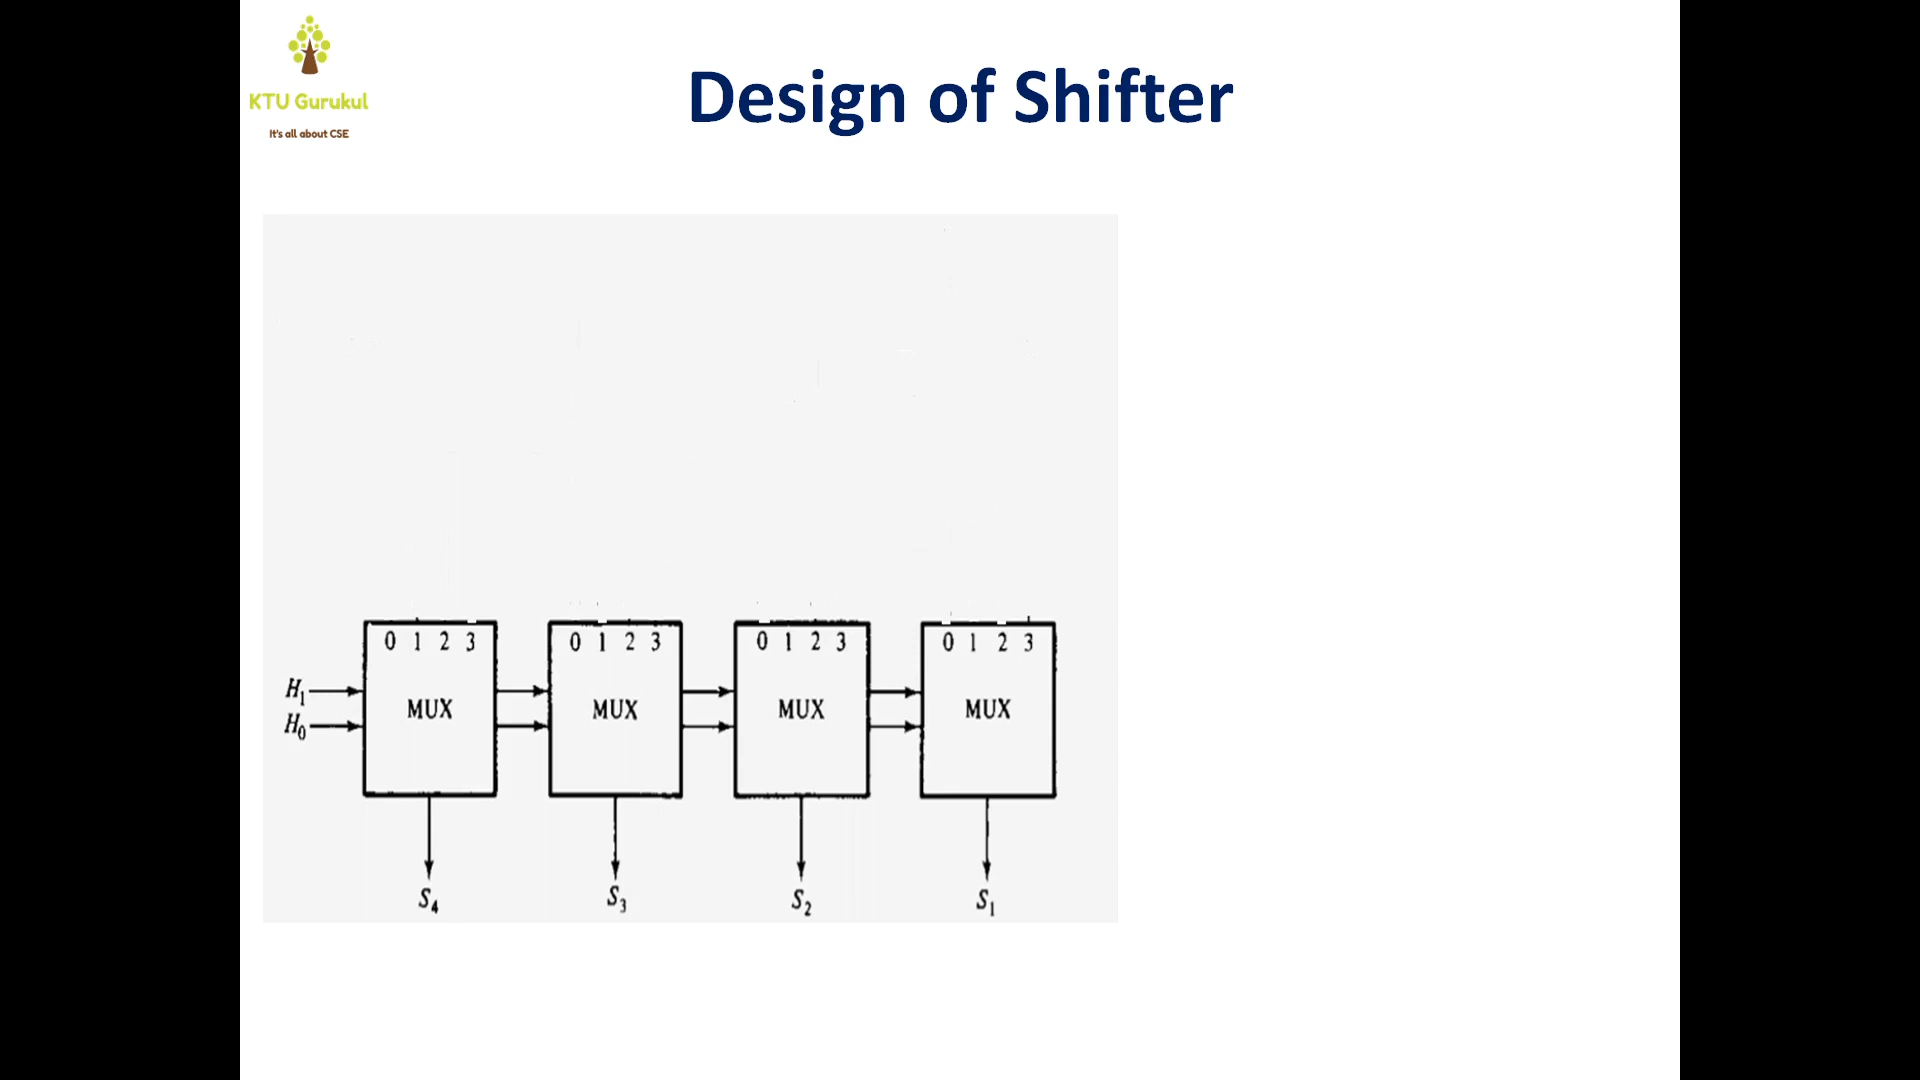 KTU Gurukul
It's all about CSE
Design of Shifter
0 1 2 3
0 1 2 3
0 1 2 3
0 1 2 3
H1
H0
MUX
MUX
MUX
MUX
S4
S3
S2
S1